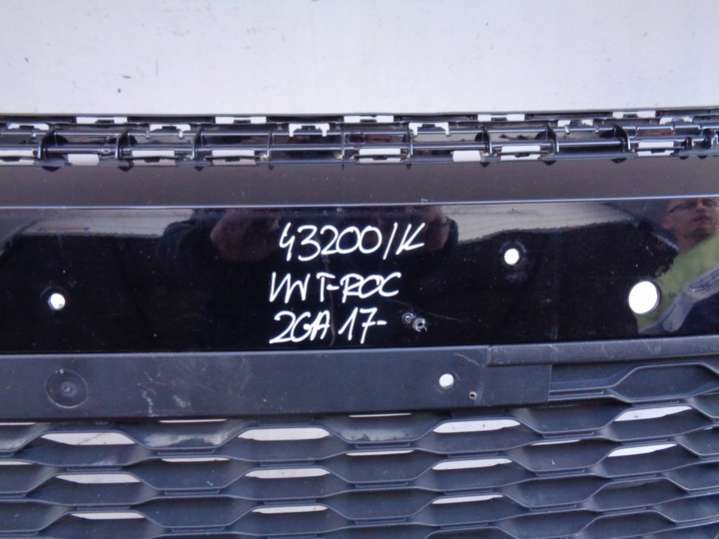 43200/K
VW T-ROC
2GA 17-